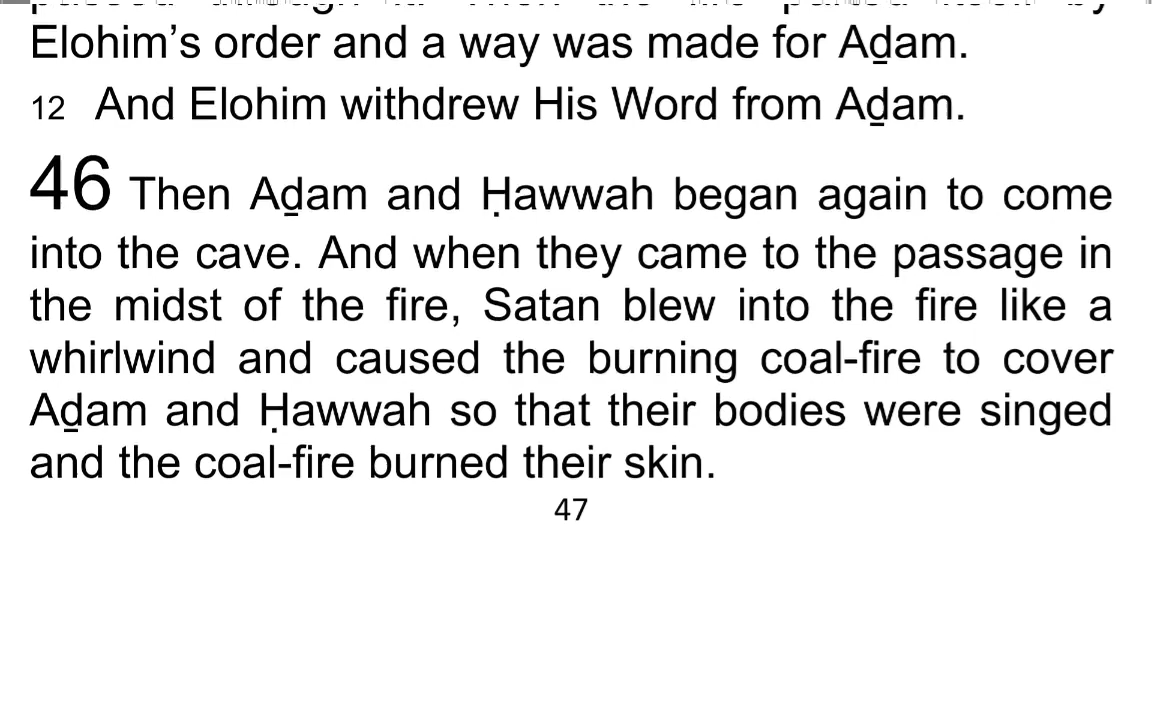 Elohim’s order and a way was made for Aḏam.
12 And Elohim withdrew His Word from Aḏam.
46 Then Aḏam and Ḥawwah began again to come
into the cave. And when they came to the passage in
the midst of the fire, Satan blew into the fire like a
whirlwind and caused the burning coal-fire to cover
Aḏam and Ḥawwah so that their bodies were singed
and the coal-fire burned their skin.
47